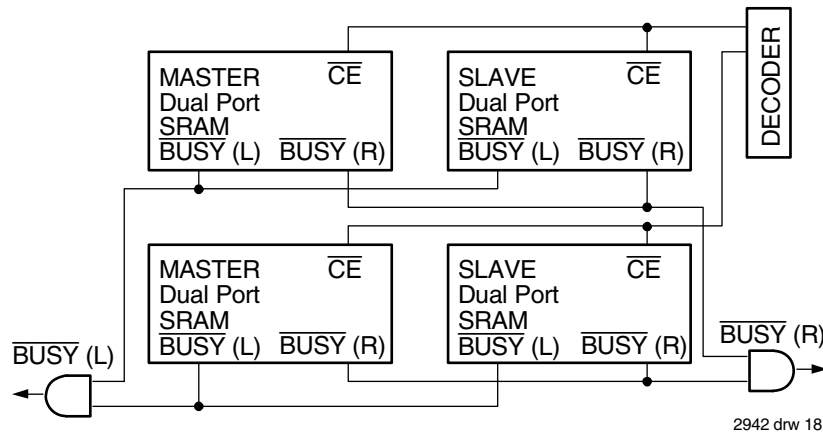 MASTER
Dual Port
SRAM
BUSY (L) BUSY (R)
CE
SLAVE
Dual Port
SRAM
BUSY (L) BUSY (R)
CE
DECODER
MASTER
Dual Port
SRAM
BUSY (L) BUSY (R)
CE
SLAVE
Dual Port
SRAM
BUSY (L) BUSY (R)
CE
BUSY (L)
BUSY (R)
2942 drw 18